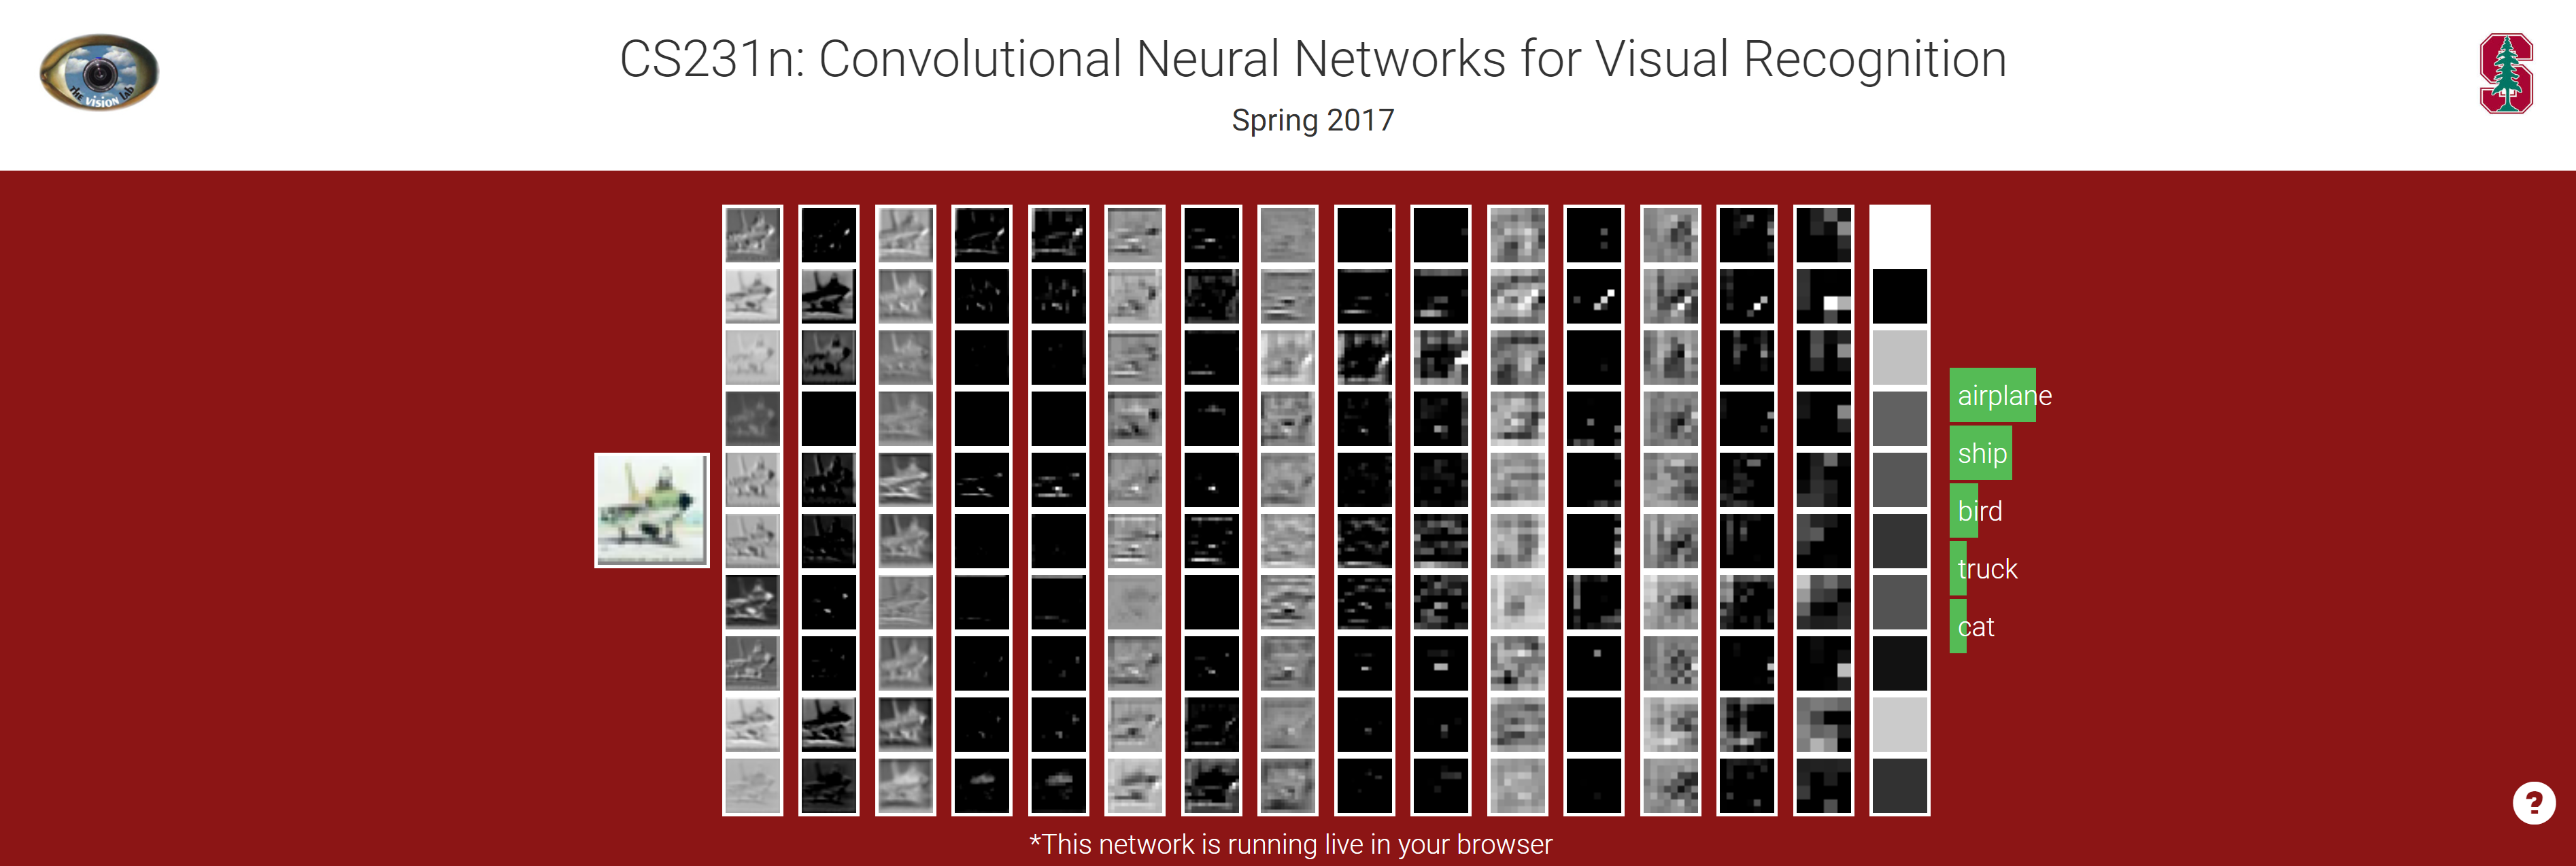 CS231n: Convolutional Neural Networks for Visual Recognition
Spring 2017
THE VISION LAB
airplane
ship
bird
truck
cat
?
*This network is running live in your browser